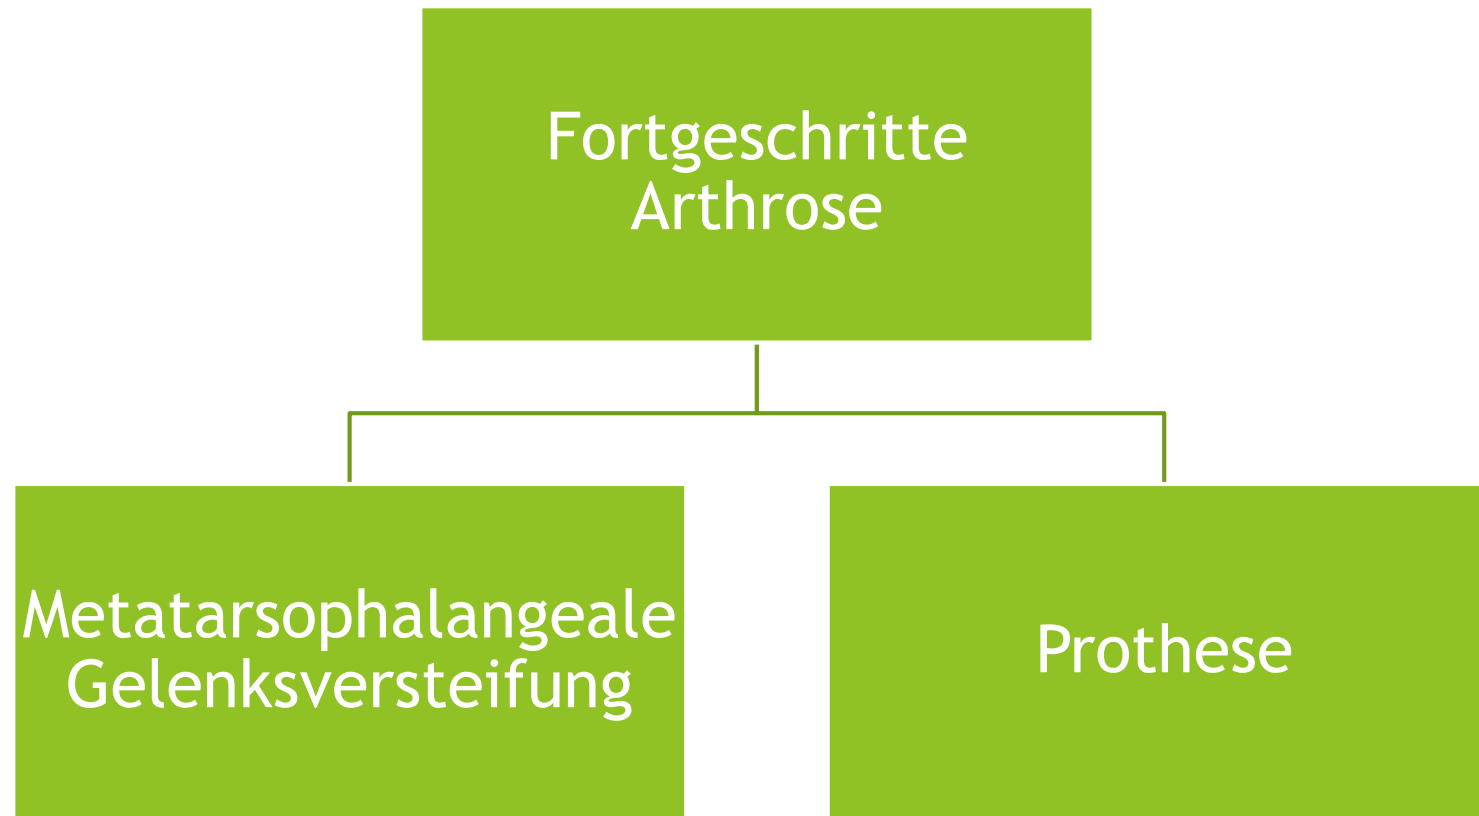 Fortgeschritte
Arthrose
Metatarsophalangeale
Gelenksversteifung
Prothese